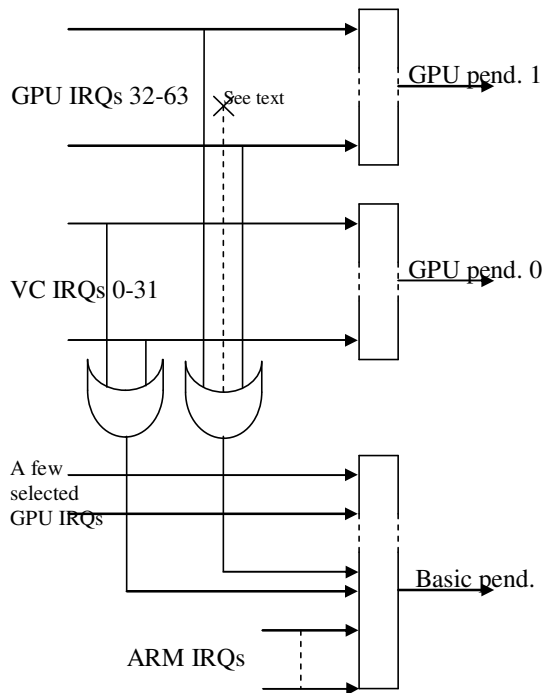 GPU pend. 1
GPU IRQs 32-63
See text
GPU pend. 0
VC IRQs 0-31
A few
selected
GPU IRQs
Basic pend.
ARM IRQs